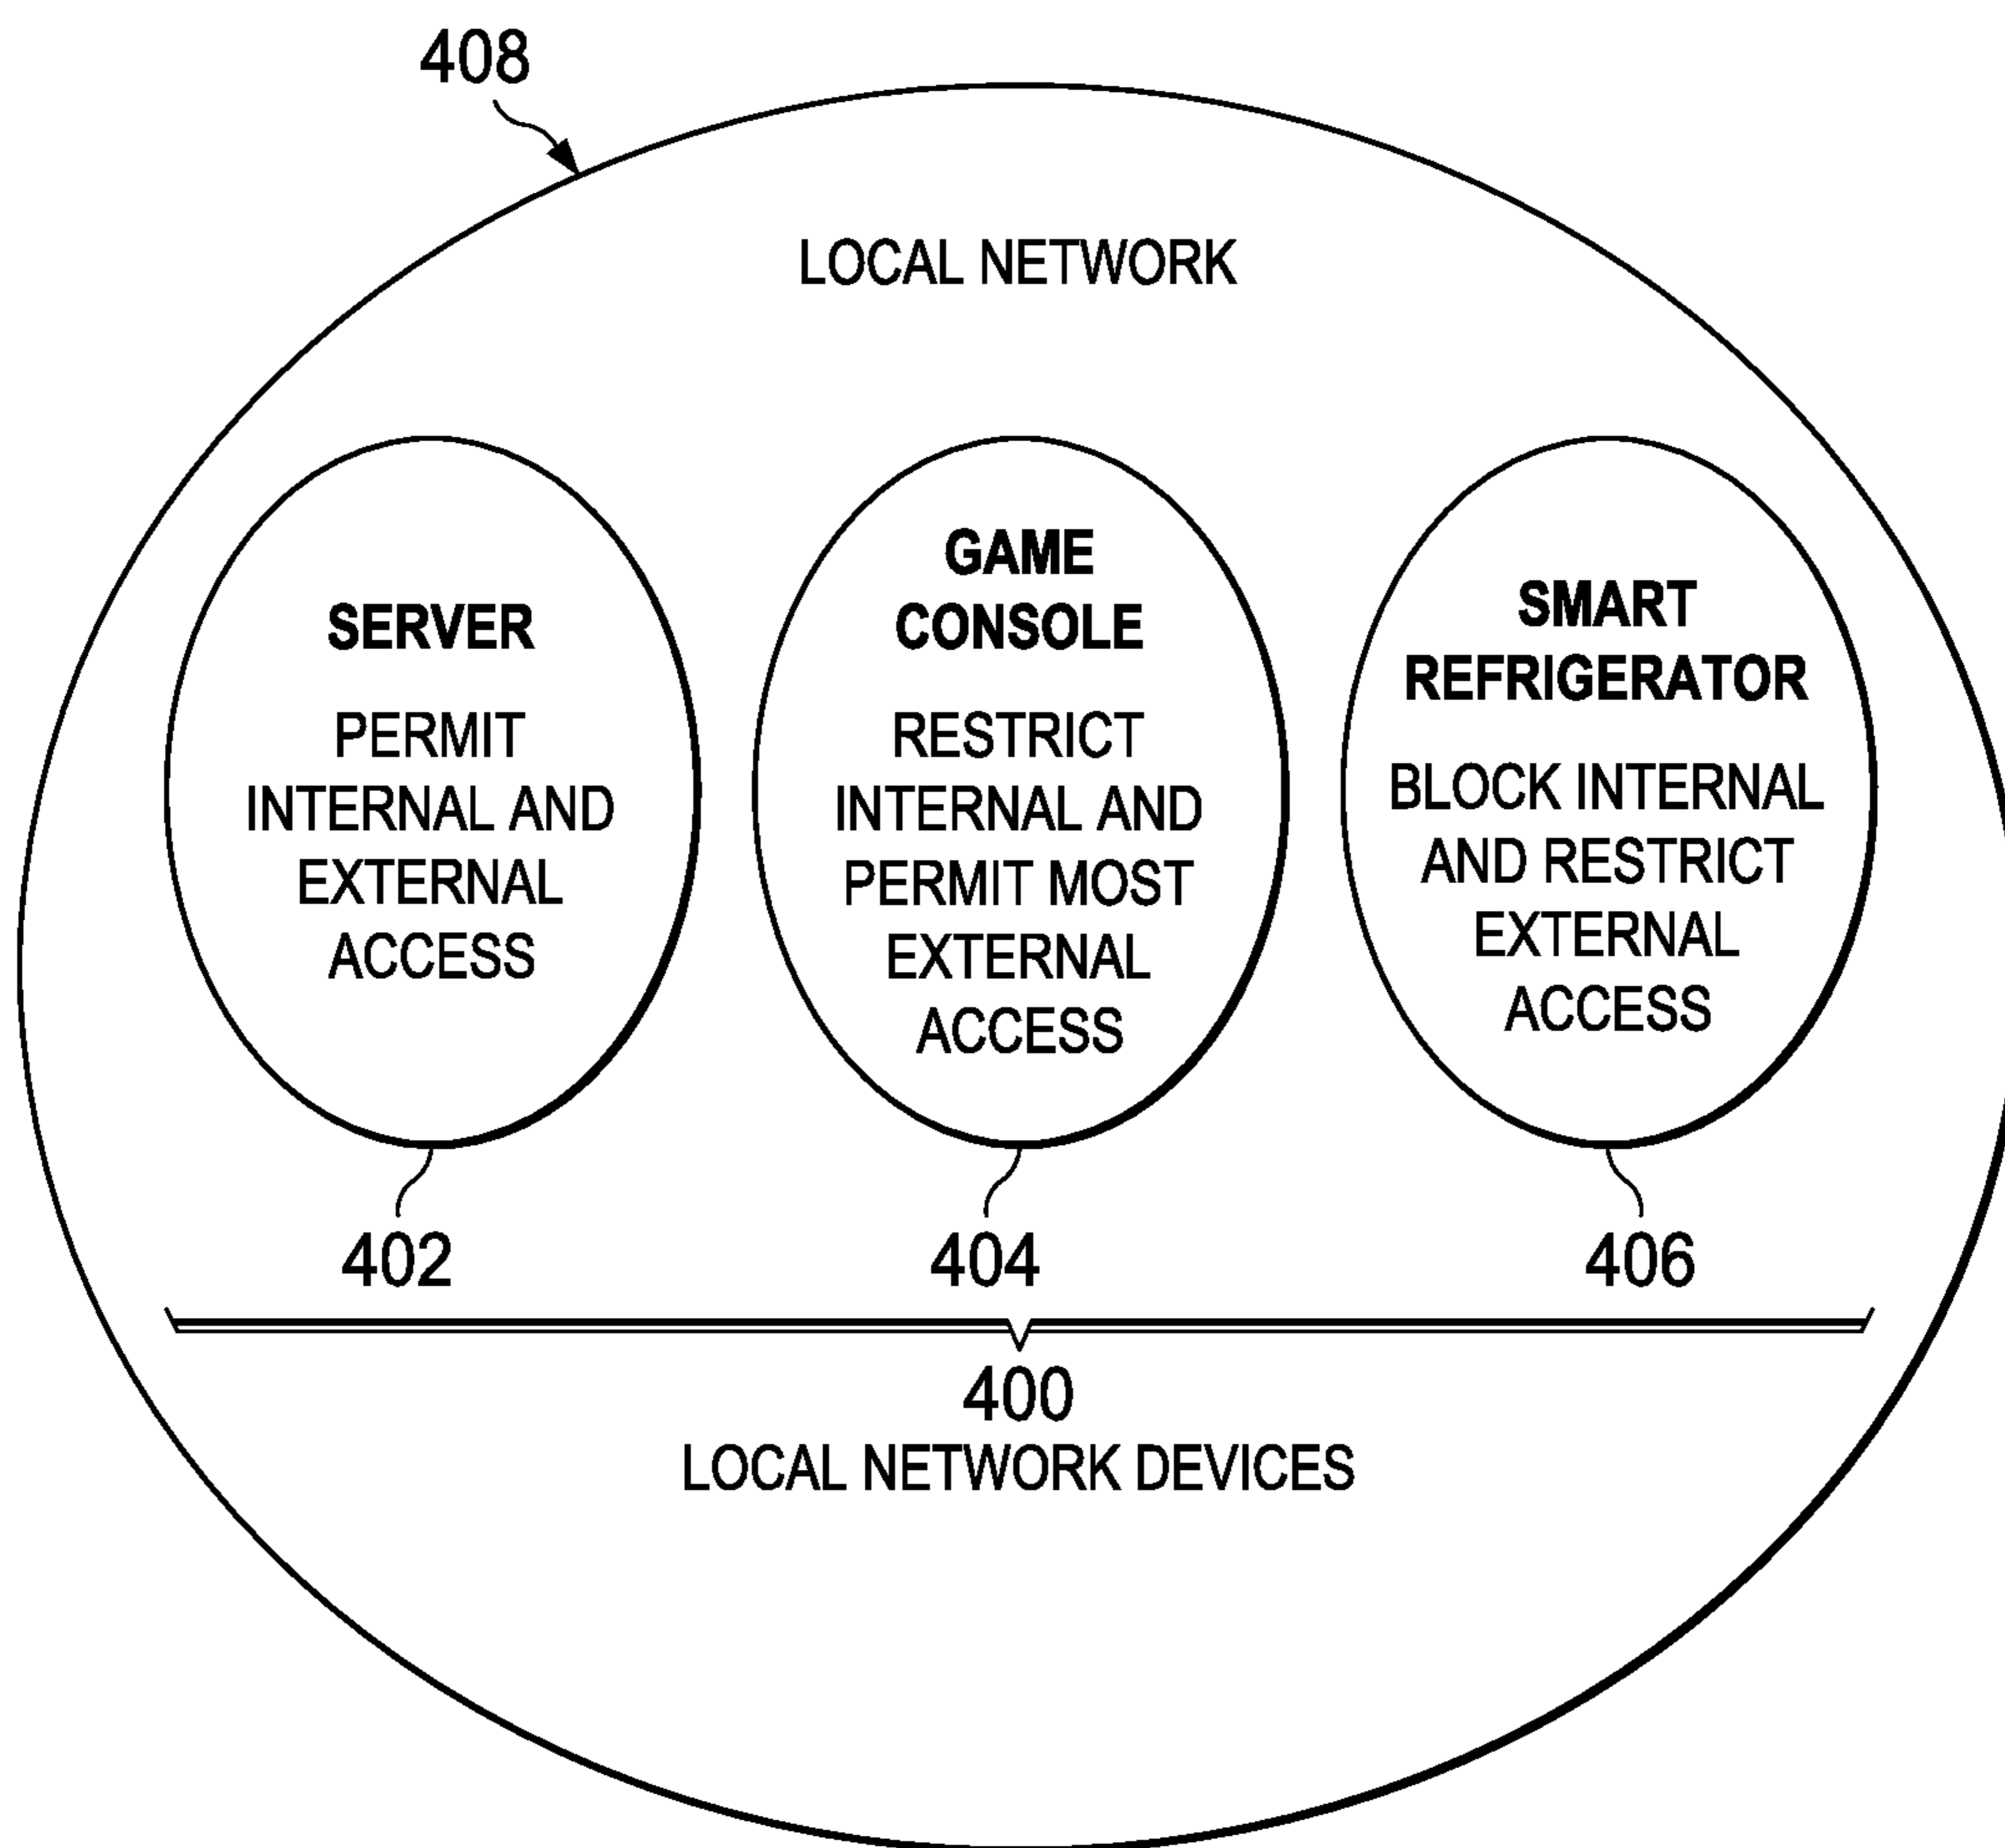 408
LOCAL NETWORK
SERVER
PERMIT
INTERNAL AND
EXTERNAL
ACCESS
GAME
CONSOLE
RESTRICT
INTERNAL AND
PERMIT MOST
EXTERNAL
ACCESS
SMART
REFRIGERATOR
BLOCK INTERNAL
AND RESTRICT
EXTERNAL
ACCESS
402
404
406
400
LOCAL NETWORK DEVICES